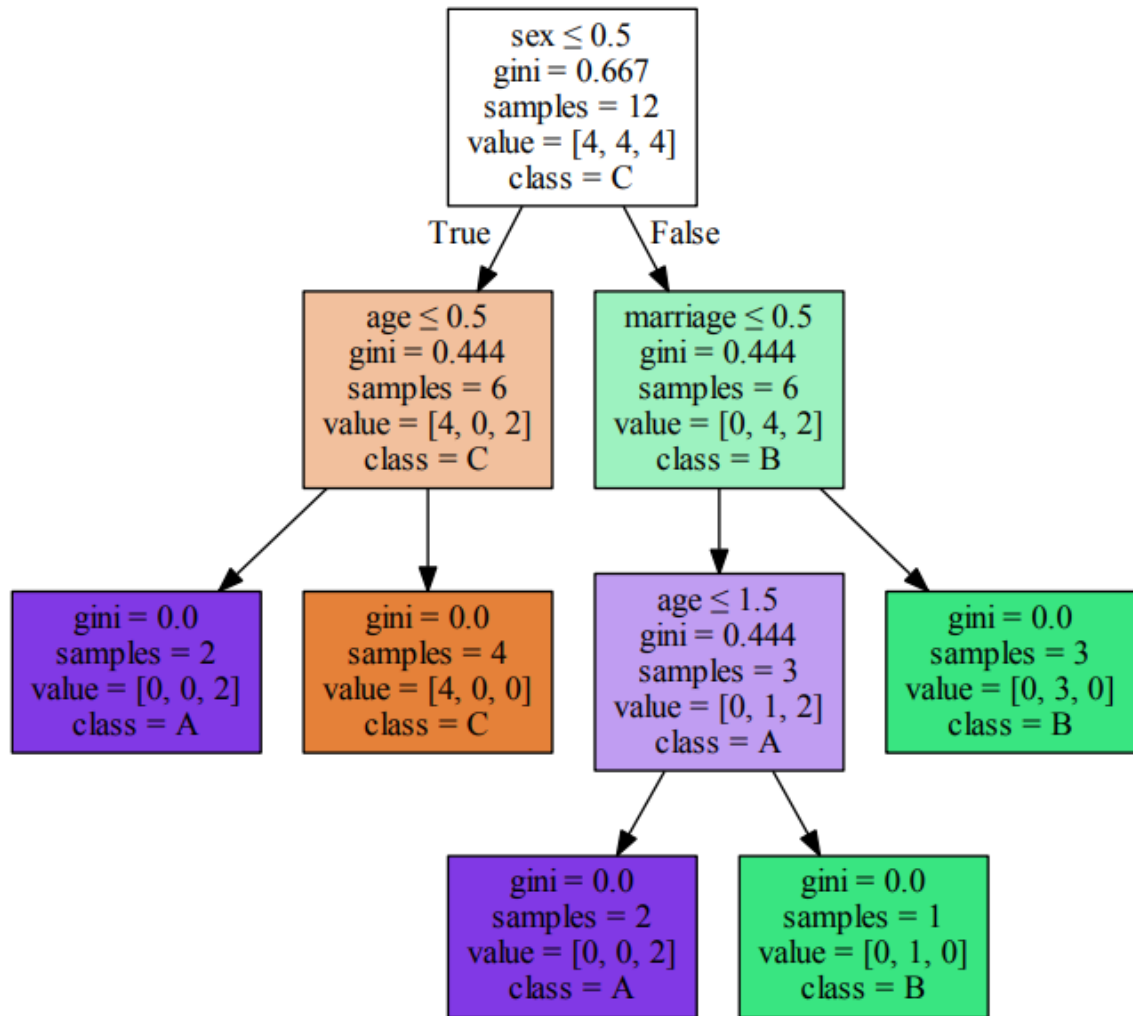 sex ≤ 0.5
gini = 0.667
samples = 12
value = [4, 4, 4]
class = C
True
False
age ≤ 0.5
gini = 0.444
samples = 6
value = [4, 0, 2]
class = C
marriage ≤ 0.5
gini = 0.444
samples = 6
value = [0, 4, 2]
class = B
gini = 0.0
samples = 2
value = [0, 0, 2]
class = A
gini = 0.0
samples = 4
value = [4, 0, 0]
class = C
age ≤ 1.5
gini = 0.444
samples = 3
value = [0, 1, 2]
class = A
gini = 0.0
samples = 3
value = [0, 3, 0]
class = B
gini = 0.0
samples = 2
value = [0, 0, 2]
class = A
gini = 0.0
samples = 1
value = [0, 1, 0]
class = B